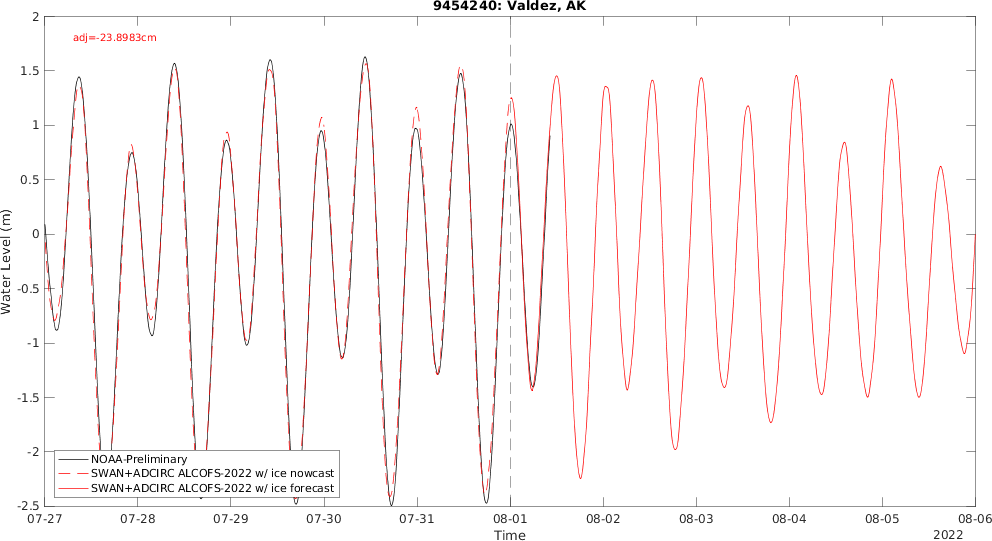 9454240: Valdez, AK
adj=-23.8983cm
Water Level (m)
2
1.5
1
0.5
0
-0.5
-1
-1.5
-2
-2.5
NOAA-Preliminary
SWAN+ADCIRC ALCOFS-2022 w/ ice nowcast
SWAN+ADCIRC ALCOFS-2022 w/ ice forecast
07-27 07-28 07-29 07-30 07-31 08-01 08-02 08-03 08-04 08-05 08-06
Time
2022